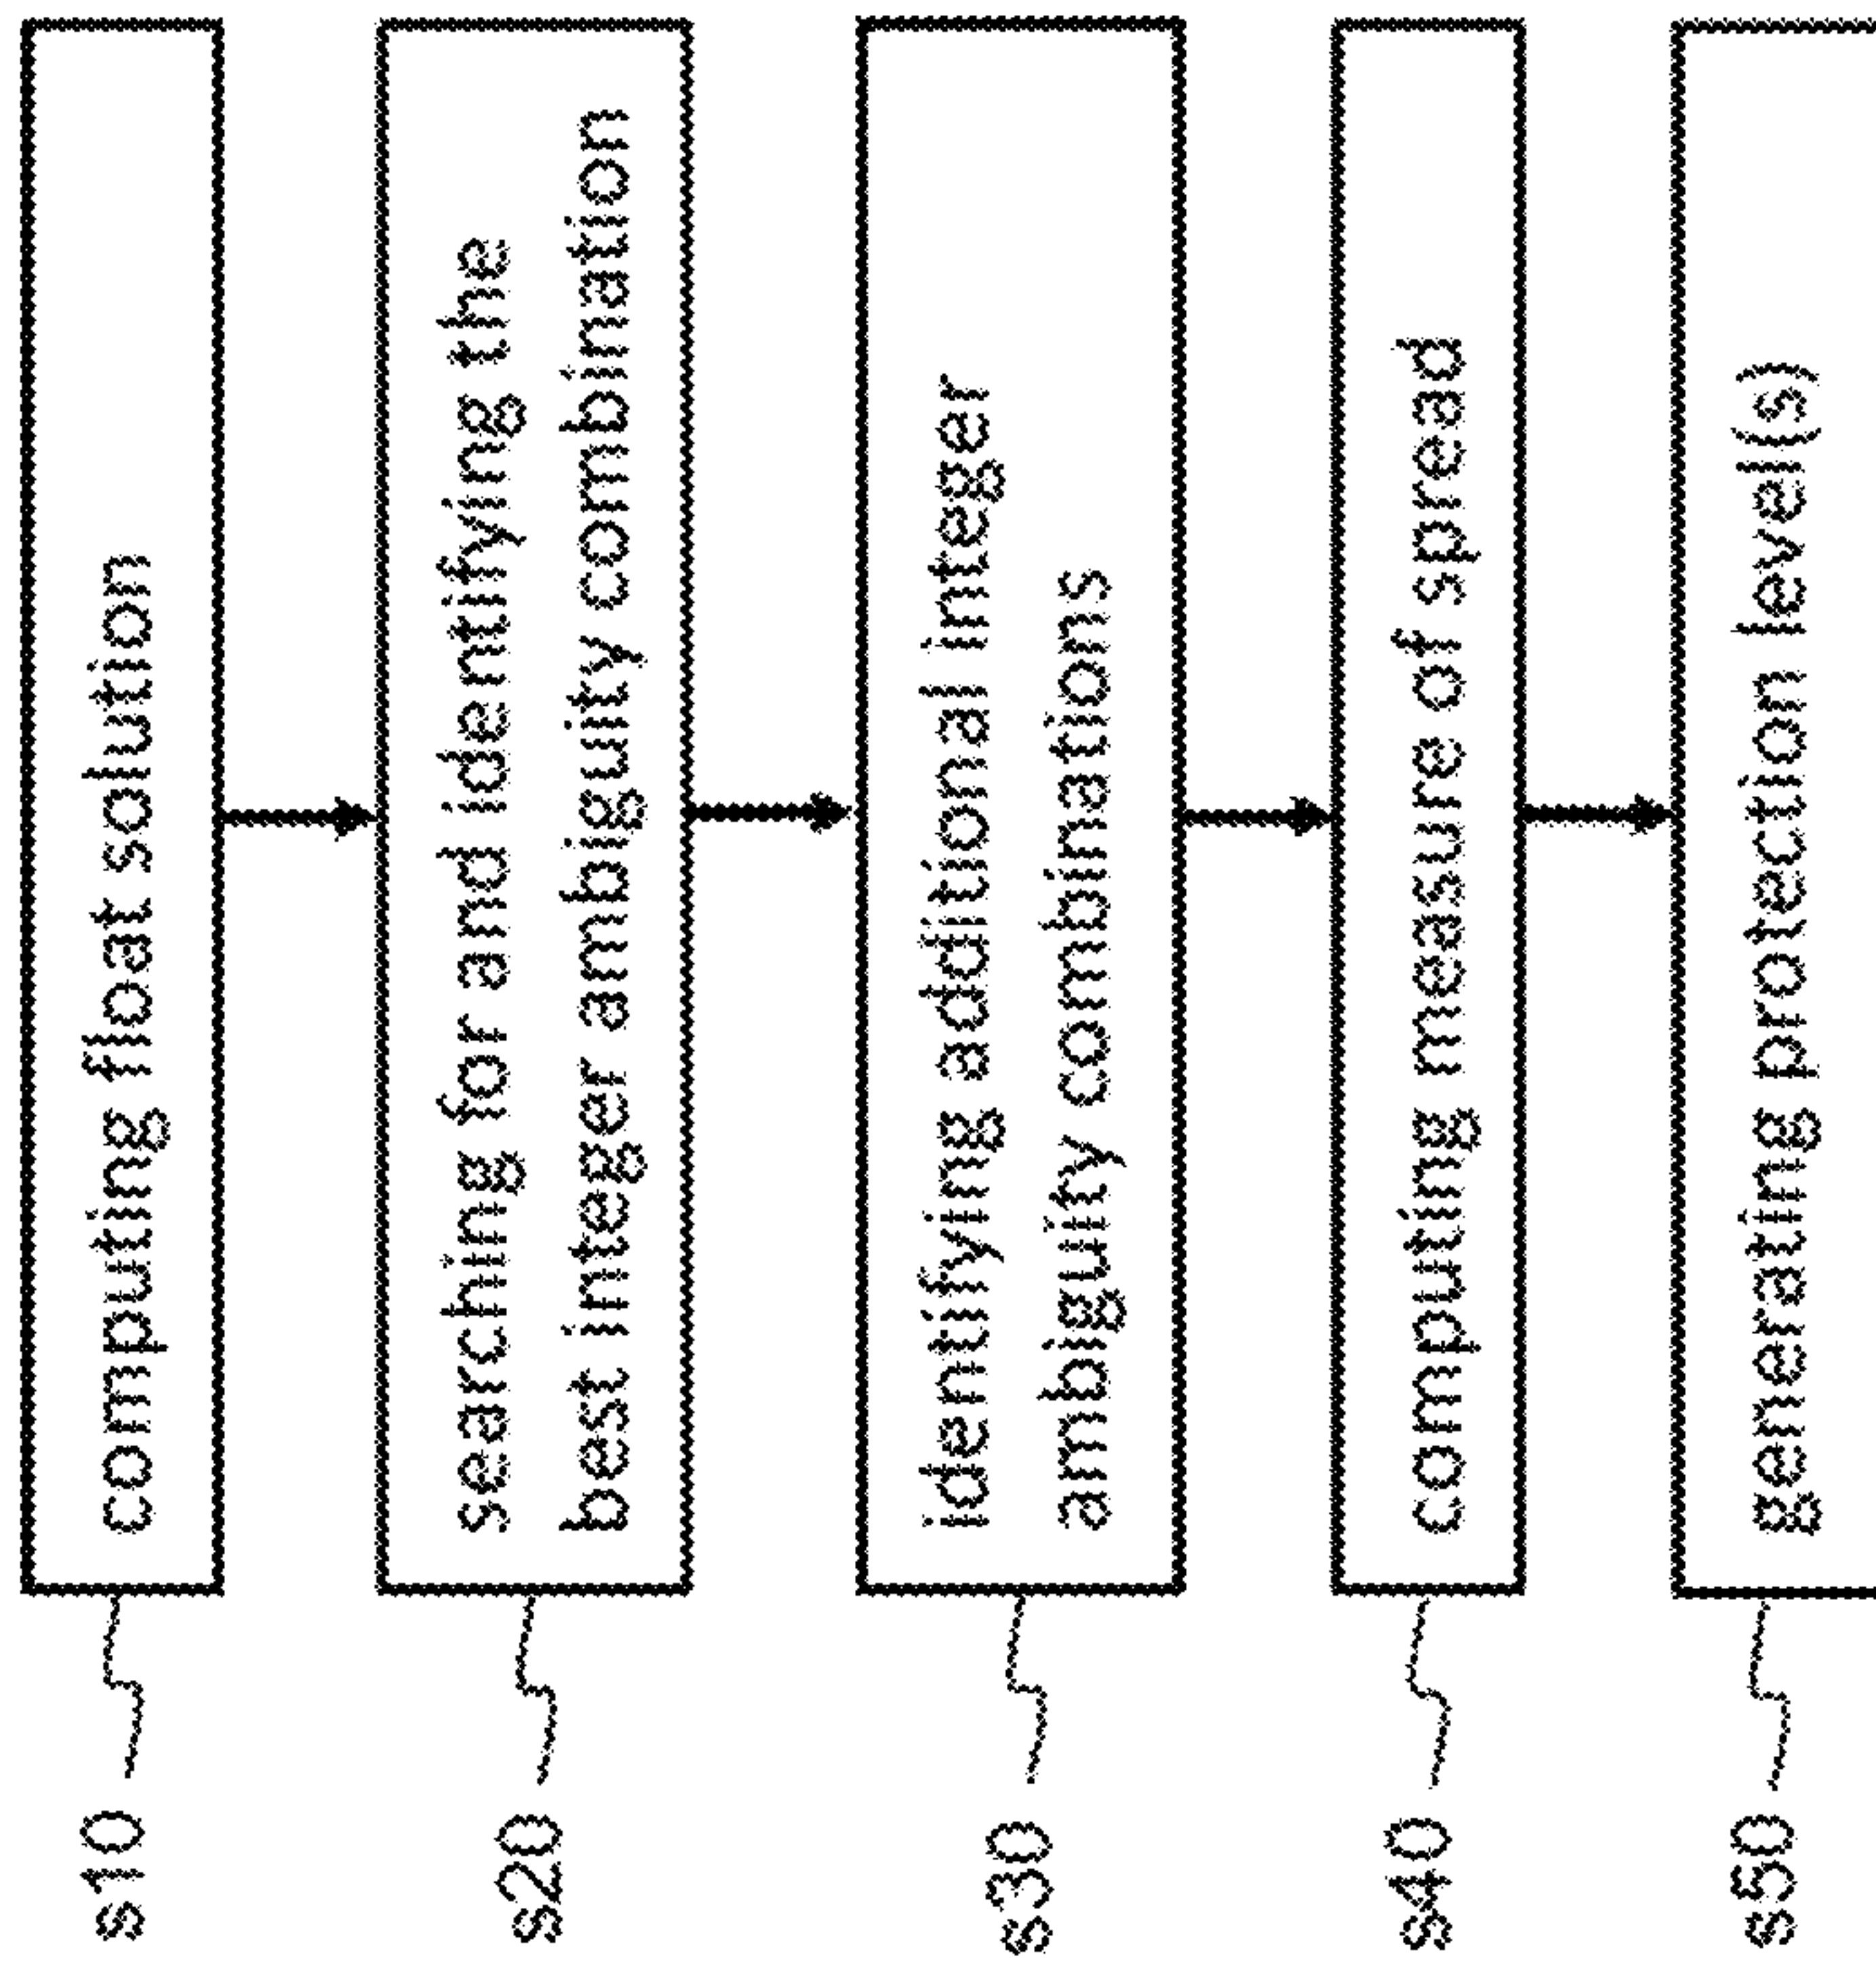 s10
computing float solution
s20
searching for and identifying the
best integer ambiguity combination
s30
identifying additional integer
ambiguity combinations
s40
computing measure of spread
s50
generating protection level(s)